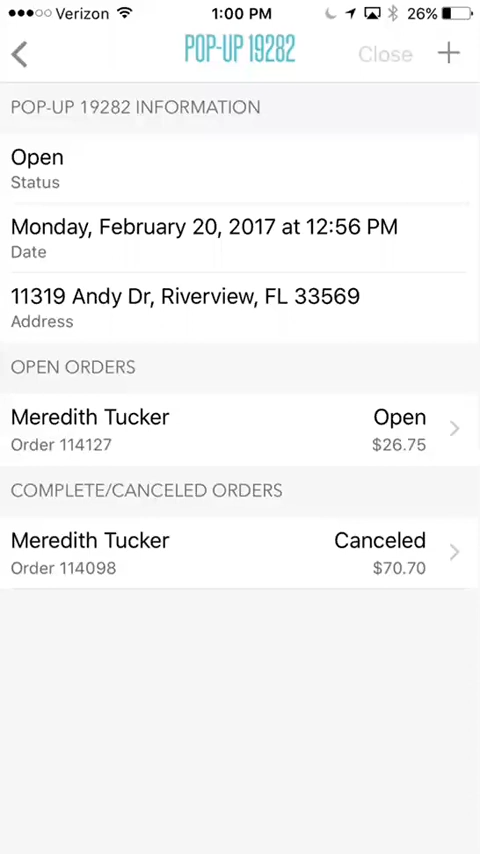 Verizon 1:00 PM 26%
POP-UP 19282 Close
POP-UP 19282 INFORMATION
Open
Status
Monday, February 20, 2017 at 12:56 PM
Date
11319 Andy Dr, Riverview, FL 33569
Address
OPEN ORDERS
Meredith Tucker Open
Order 114127 $26.75
COMPLETE/CANCELED ORDERS
Meredith Tucker Canceled
Order 114098 $70.70